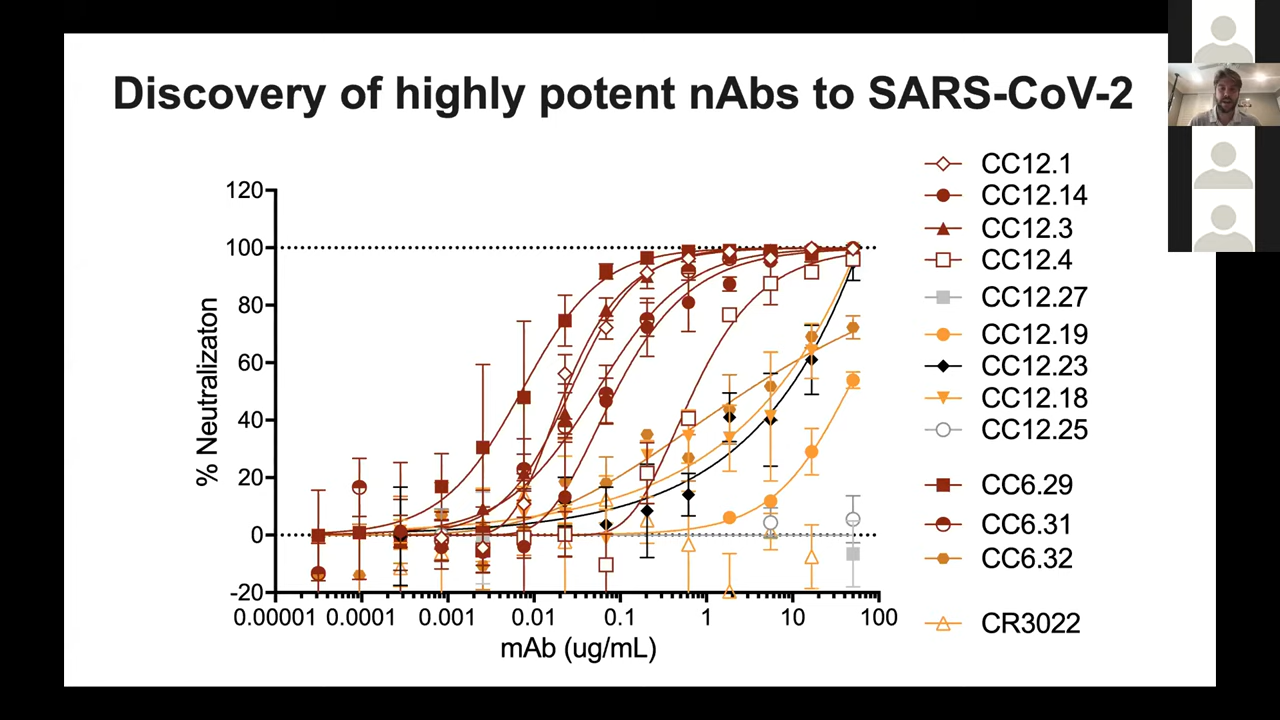 Discovery of highly potent nAbs to SARS-CoV-2
120
100
80
60
40
20
0
-20
% Neutralizaton
0.00001
0.0001
0.001
0.01
0.1
1
10
100
mAb (ug/mL)
CC12.1
CC12.14
CC12.3
CC12.4
CC12.27
CC12.19
CC12.23
CC12.18
CC12.25
CC6.29
CC6.31
CC6.32
CR3022